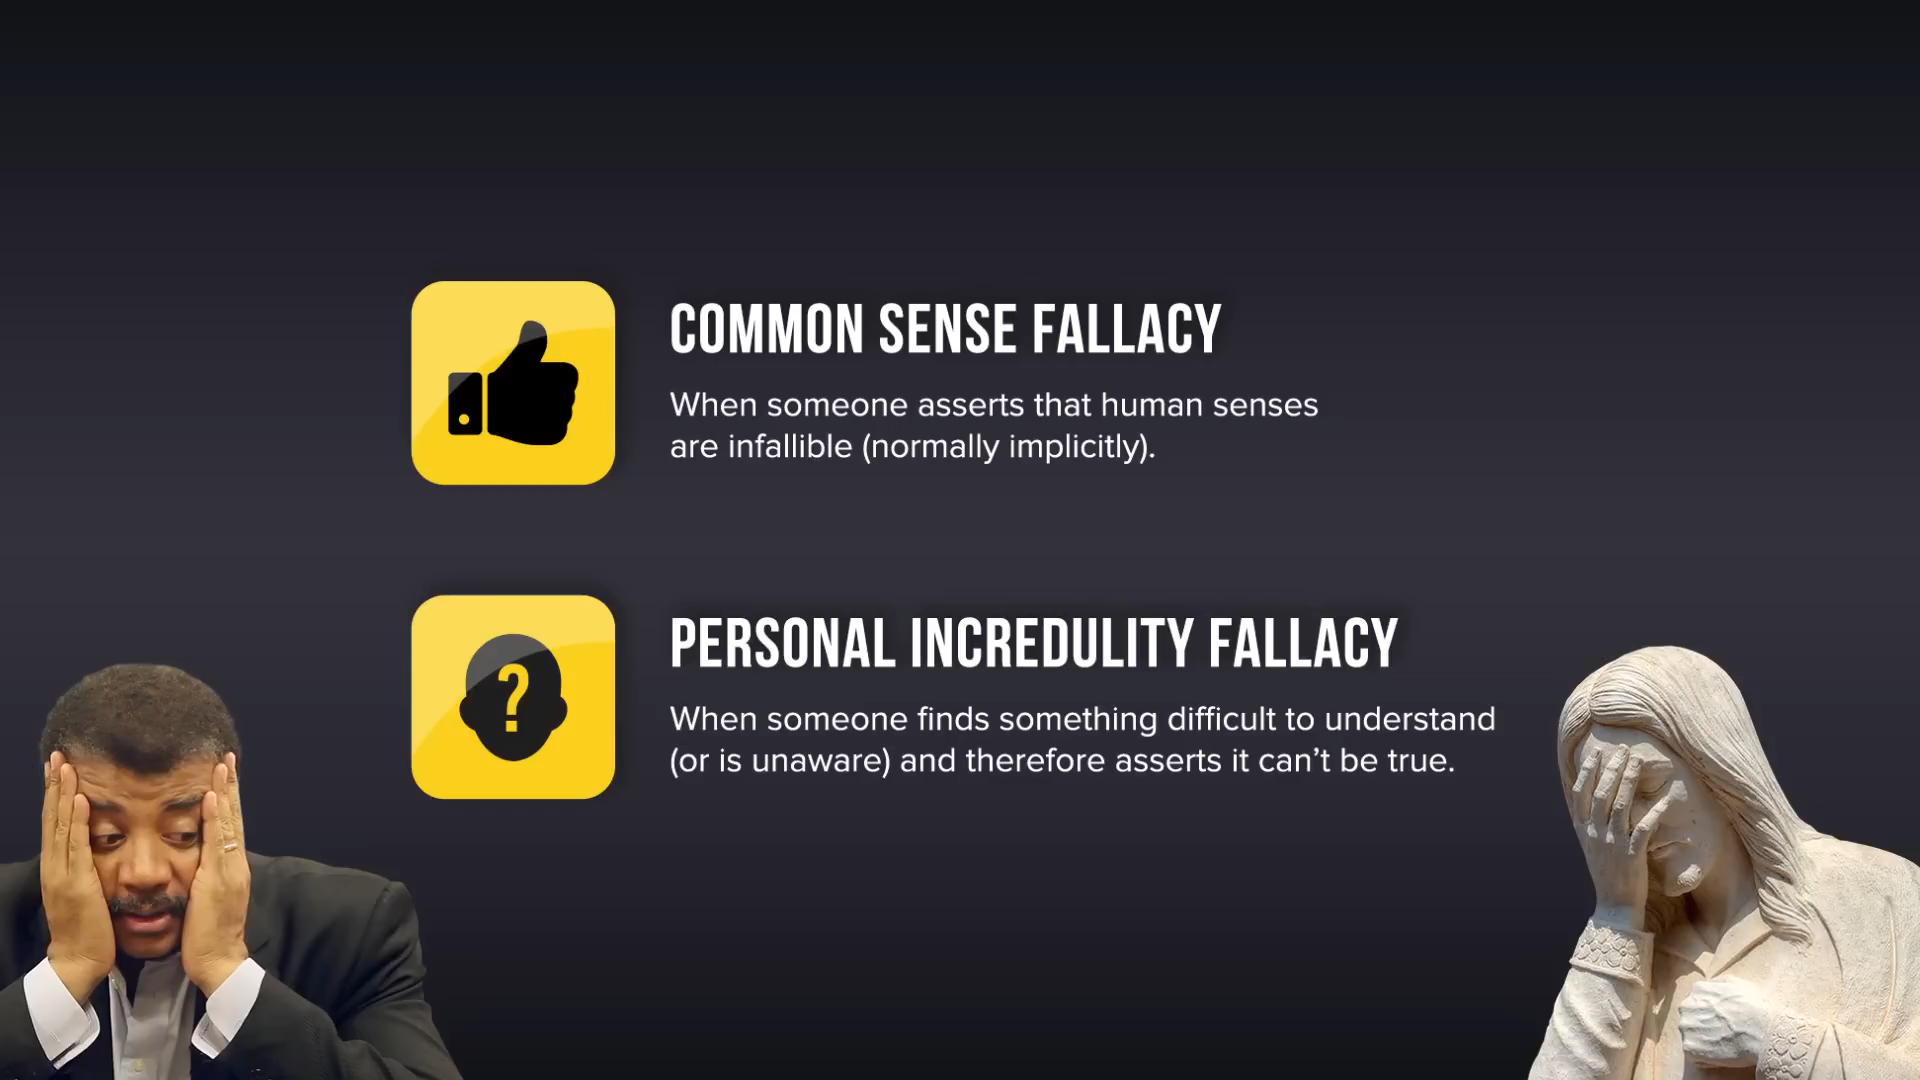 COMMON SENSE FALLACY
When someone asserts that human senses
are infallible (normally implicitly).
?
PERSONAL INCREDULITY FALLACY
When someone finds something difficult to understand
(or is unaware) and therefore asserts it can’t be true.